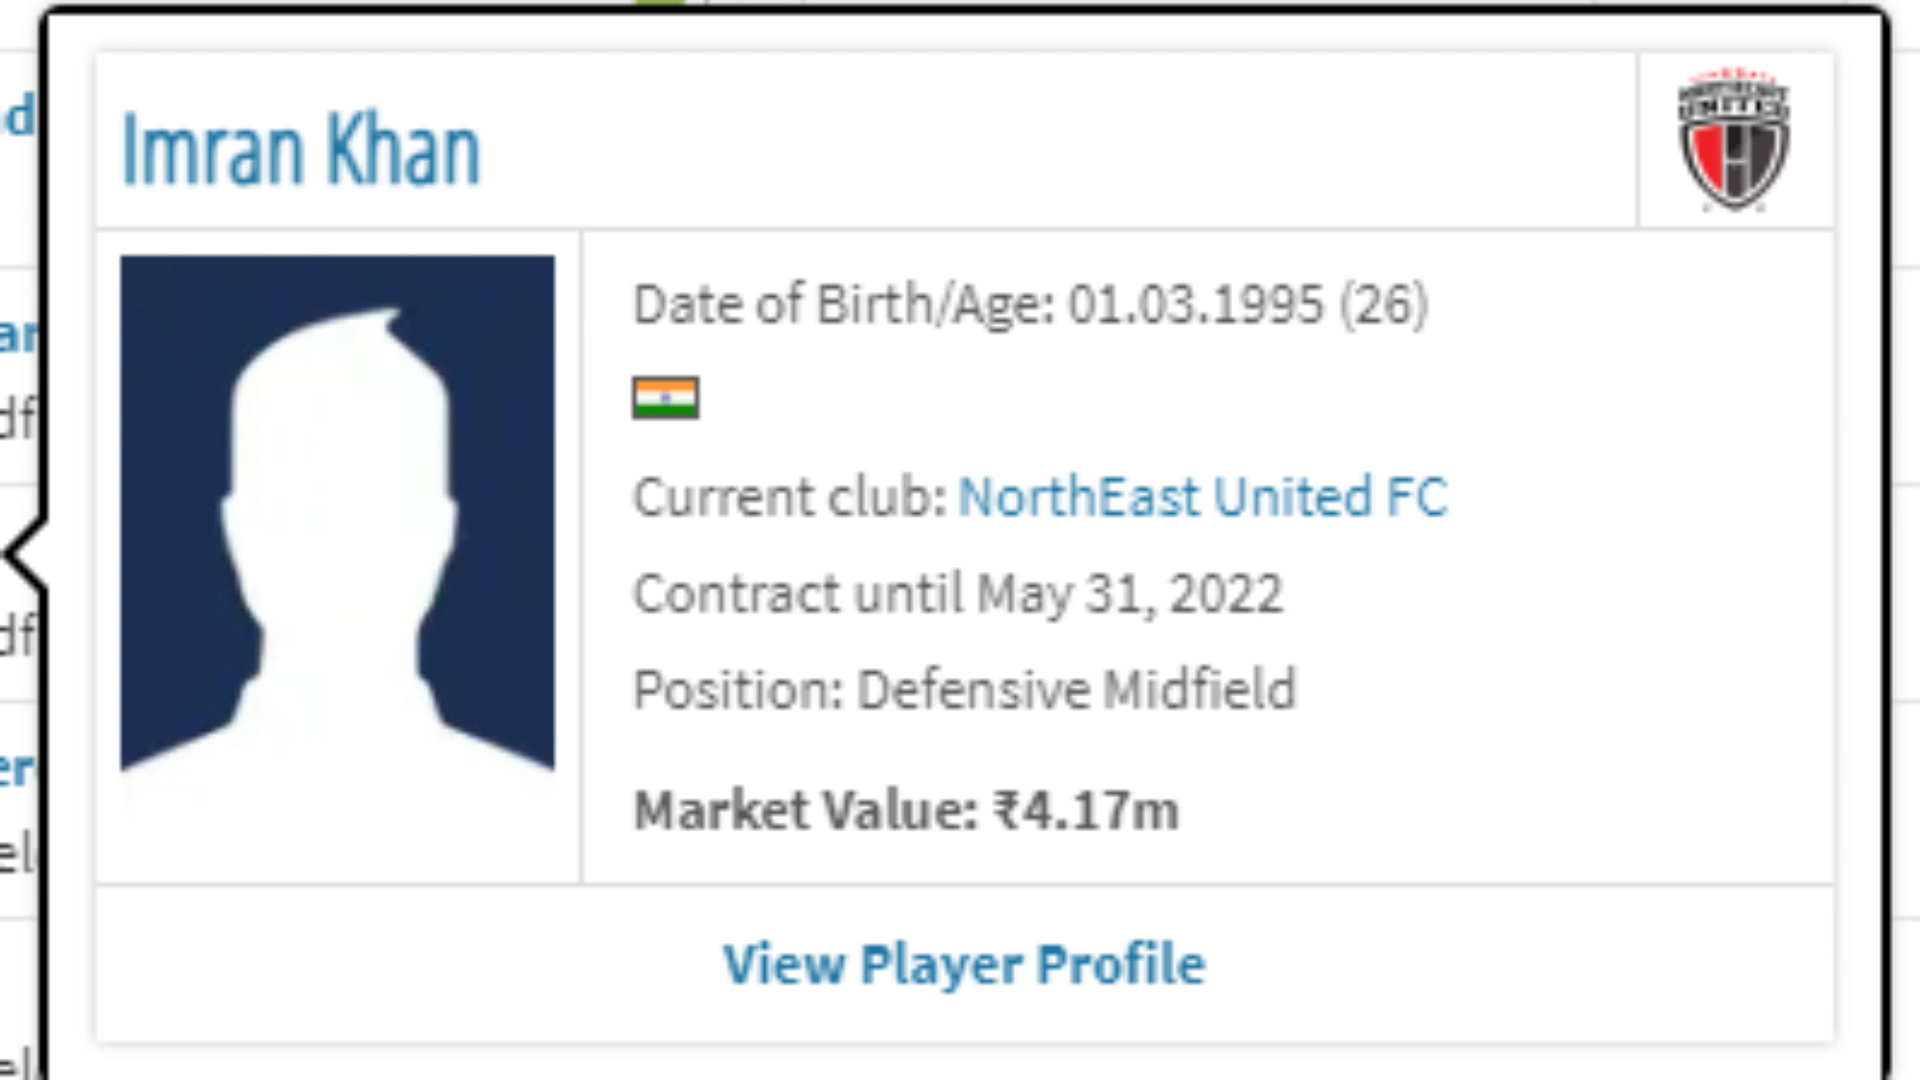 Imran Khan
UNITED
Date of Birth/Age: 01.03.1995 (26)
Current club: NorthEast United FC
Contract until May 31, 2022
Position: Defensive Midfield
Market Value: ₹4.17m
View Player Profile